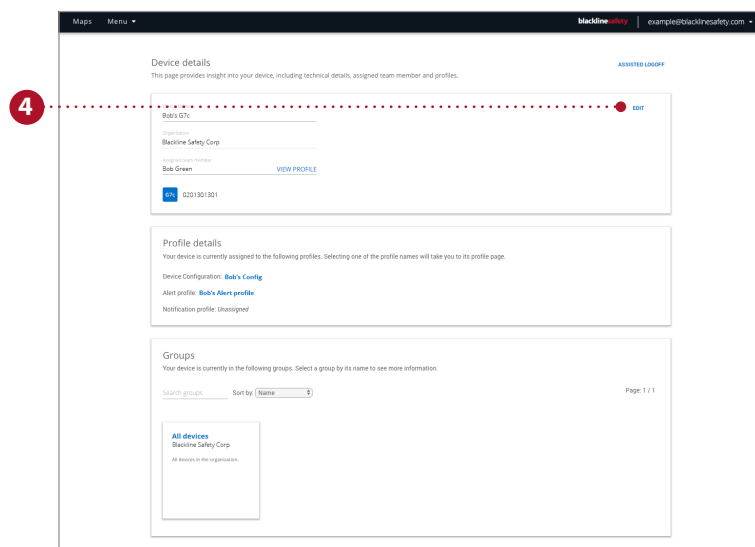 Maps Menu
blacklinesafety example@blacklinesafety.com
Device details
ASSISTED LOGOFF
This page provides insight into your device, including technical details, assigned team member and profiles.
4
EDIT
Bob's G7c
Organization
Blackline Safety Corp
Assigned team member
Bob Green VIEW PROFILE
G7c 0201301301
Profile details
Your device is currently assigned to the following profiles. Selecting one of the profile names will take you to its profile page.
Device Configuration: Bob's Config
Alert profile: Bob's Alert profile
Notification profile: Unassigned
Groups
Your device is currently in the following groups. Select a group by its name to see more information.
Search groups Sort by: Name Page: 1 / 1
All devices
Blackline Safety Corp
All devices in the organization.